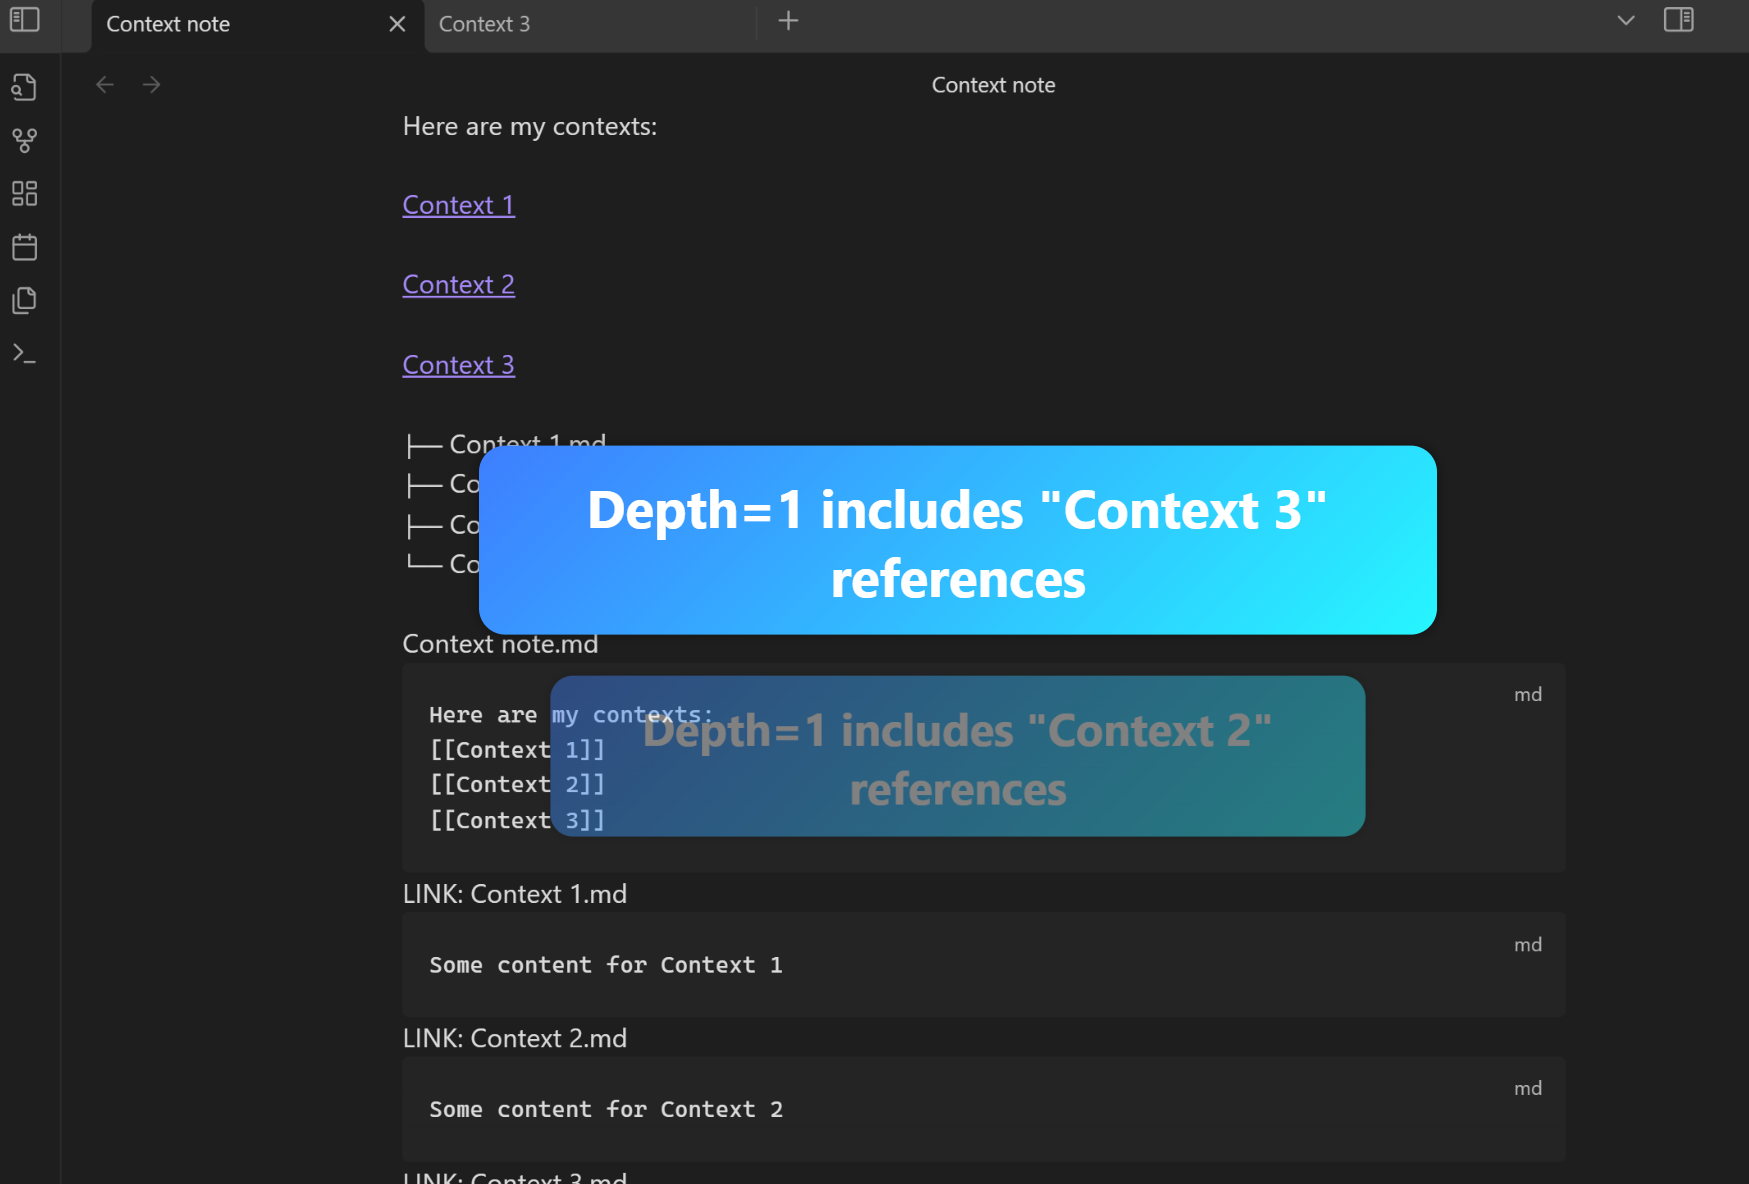 Context note
Context 3
Context note
Here are my contexts:
Context 1
Context 2
Context 3
├── Context 1.md
├── Co
├── Co
└── Co
Depth=1 includes "Context 3"
references
Context note.md
md
Here are my contexts:
[[Context 1]]
[[Context 2]]
[[Context 3]]
Depth=1 includes "Context 2"
references
LINK: Context 1.md
md
Some content for Context 1
LINK: Context 2.md
md
Some content for Context 2
LINK: Context 3.md